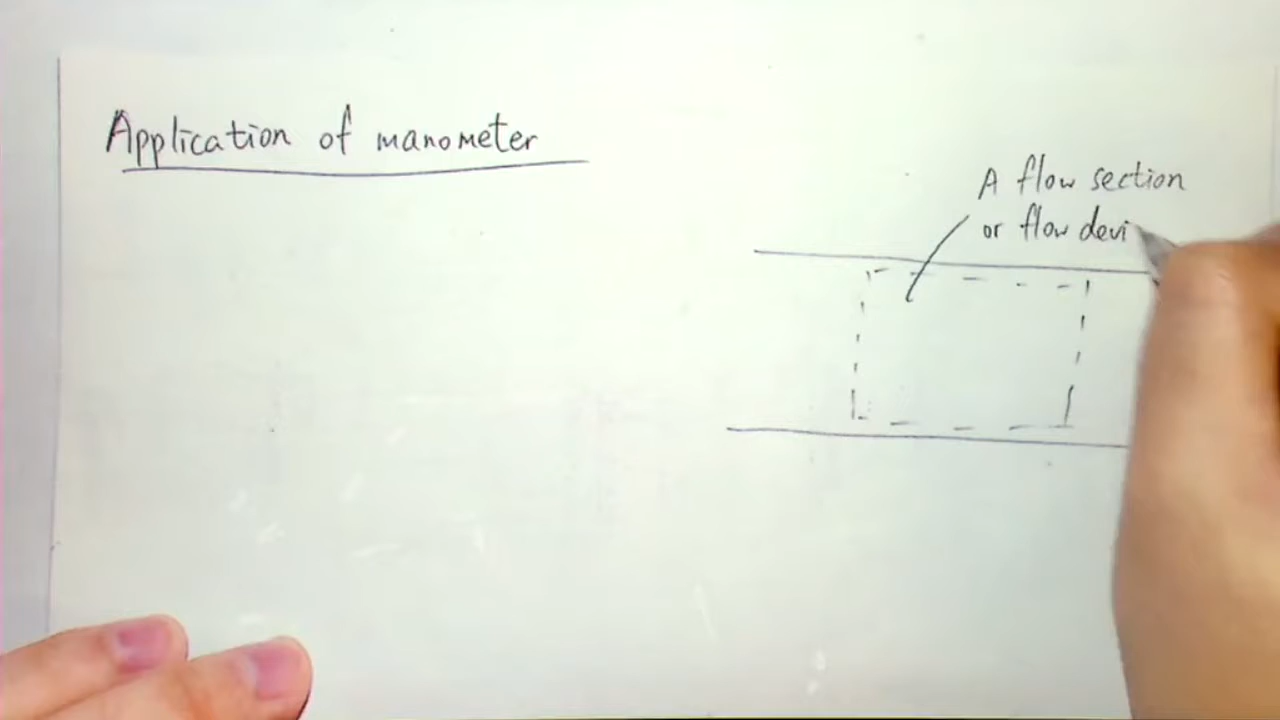 Application of manometer
A flow section
or flow devi